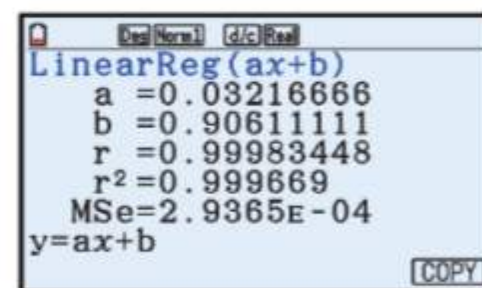 Deg Norm1 d/c Real
LinearReg(ax+b)
a =0.03216666
b =0.90611111
r =0.99983448
r²=0.999669
MSe=2.9365ᴇ-04
y=ax+b
COPY